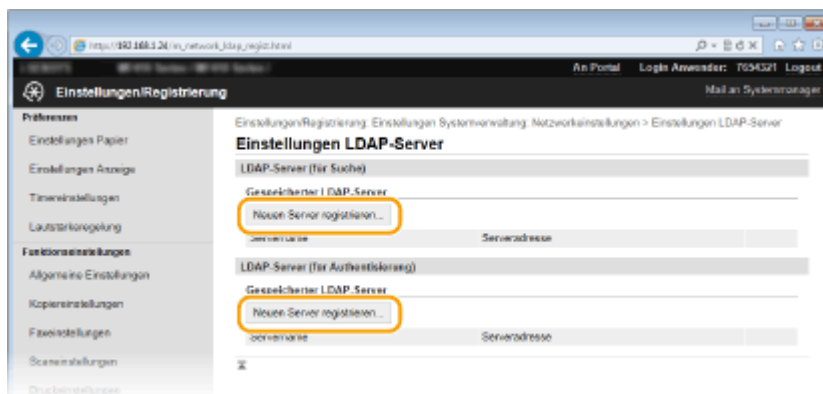 http://192.168.1.24/m_network_ldap_regist.html
An Portal Login Anwender: 7654321 Logout
Einstellungen/Registrierung
Mail an Systemmanager
Präferenzen
Einstellungen Papier
Einstellungen Anzeige
Timereinstellungen
Lautstärkeregelung
Funktionseinstellungen
Allgemeine Einstellungen
Kopiereinstellungen
Faxeinstellungen
Scaneinstellungen
Druckeinstellungen
Einstellungen/Registrierung: Einstellungen Systemverwaltung: Netzwerkeinstellungen > Einstellungen LDAP-Server
Einstellungen LDAP-Server
LDAP-Server (für Suche)
Gespeicherter LDAP-Server
Neuen Server registrieren...
Servername Serveradresse
LDAP-Server (für Authentisierung)
Gespeicherter LDAP-Server
Neuen Server registrieren...
Servername Serveradresse